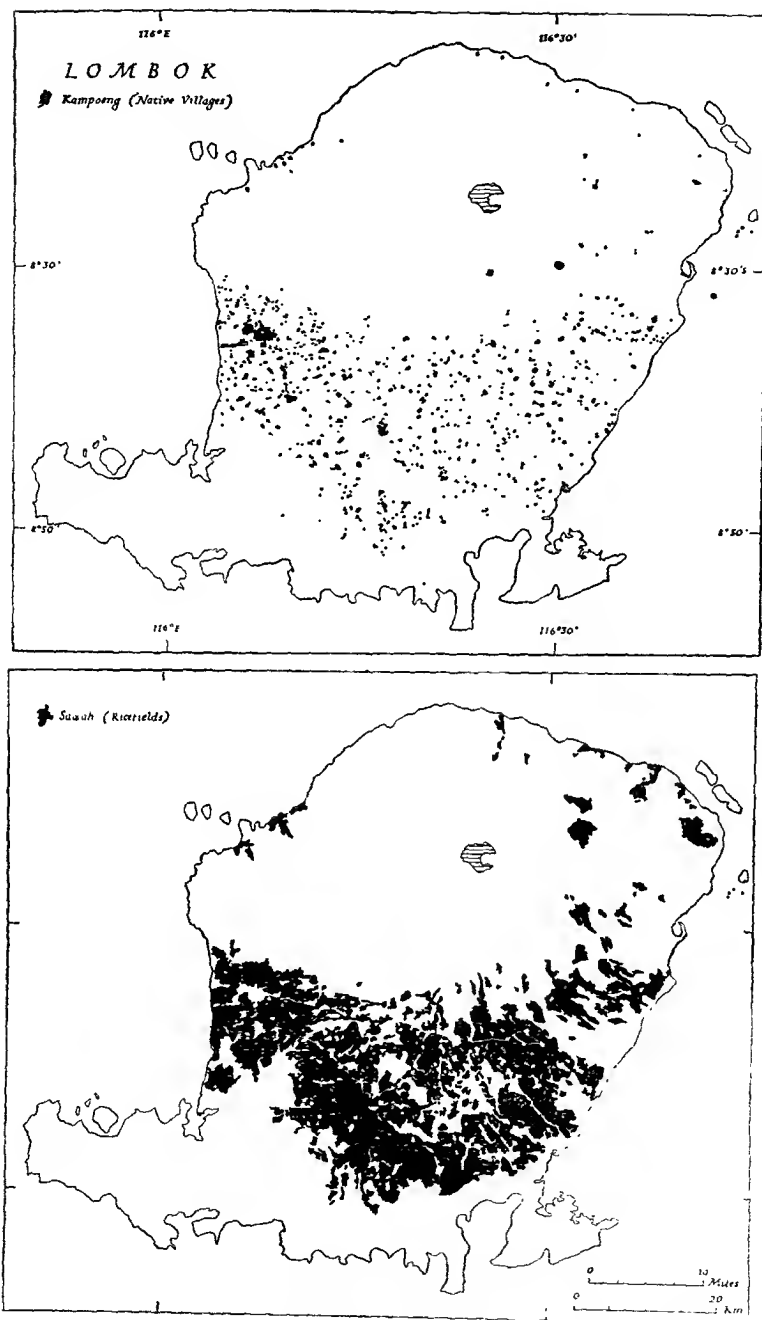 116°E 116°30'
LOMBOK
Kampoeng (Native Villages)
8°30' 8°30'S
8°50' 8°50'
116°E 116°30'
Sawah (Ricefields)
0 10
Miles
0 20
Km